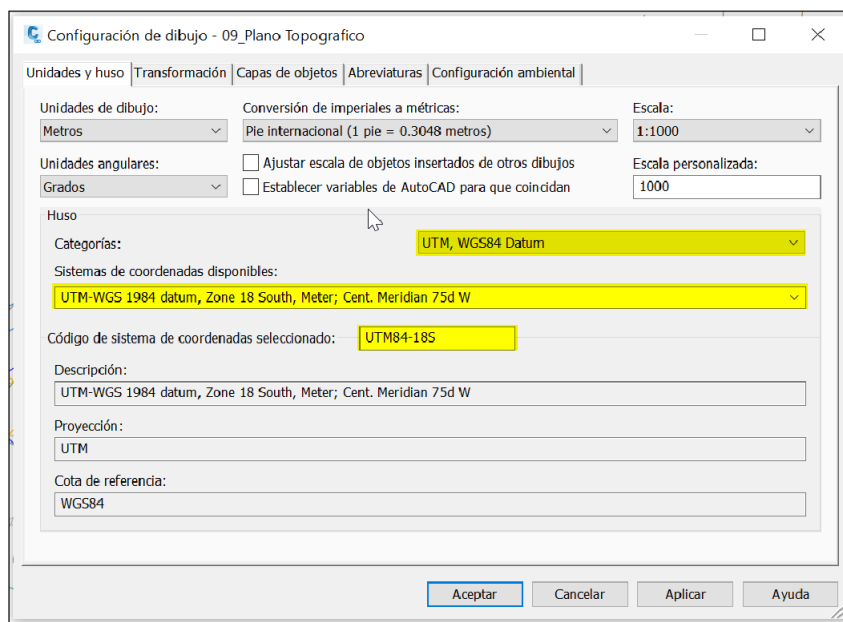 Configuración de dibujo - 09_Plano Topografico
Unidades y huso Transformación Capas de objetos Abreviaturas Configuración ambiental
Unidades de dibujo: Conversión de imperiales a métricas: Escala:
Metros Pie internacional (1 pie = 0.3048 metros) 1:1000
Unidades angulares: Ajustar escala de objetos insertados de otros dibujos Escala personalizada:
Grados Establecer variables de AutoCAD para que coincidan 1000
Huso
Categorías: UTM, WGS84 Datum
Sistemas de coordenadas disponibles:
UTM-WGS 1984 datum, Zone 18 South, Meter; Cent. Meridian 75d W
Código de sistema de coordenadas seleccionado: UTM84-18S
Descripción:
UTM-WGS 1984 datum, Zone 18 South, Meter; Cent. Meridian 75d W
Proyección:
UTM
Cota de referencia:
WGS84
Aceptar Cancelar Aplicar Ayuda